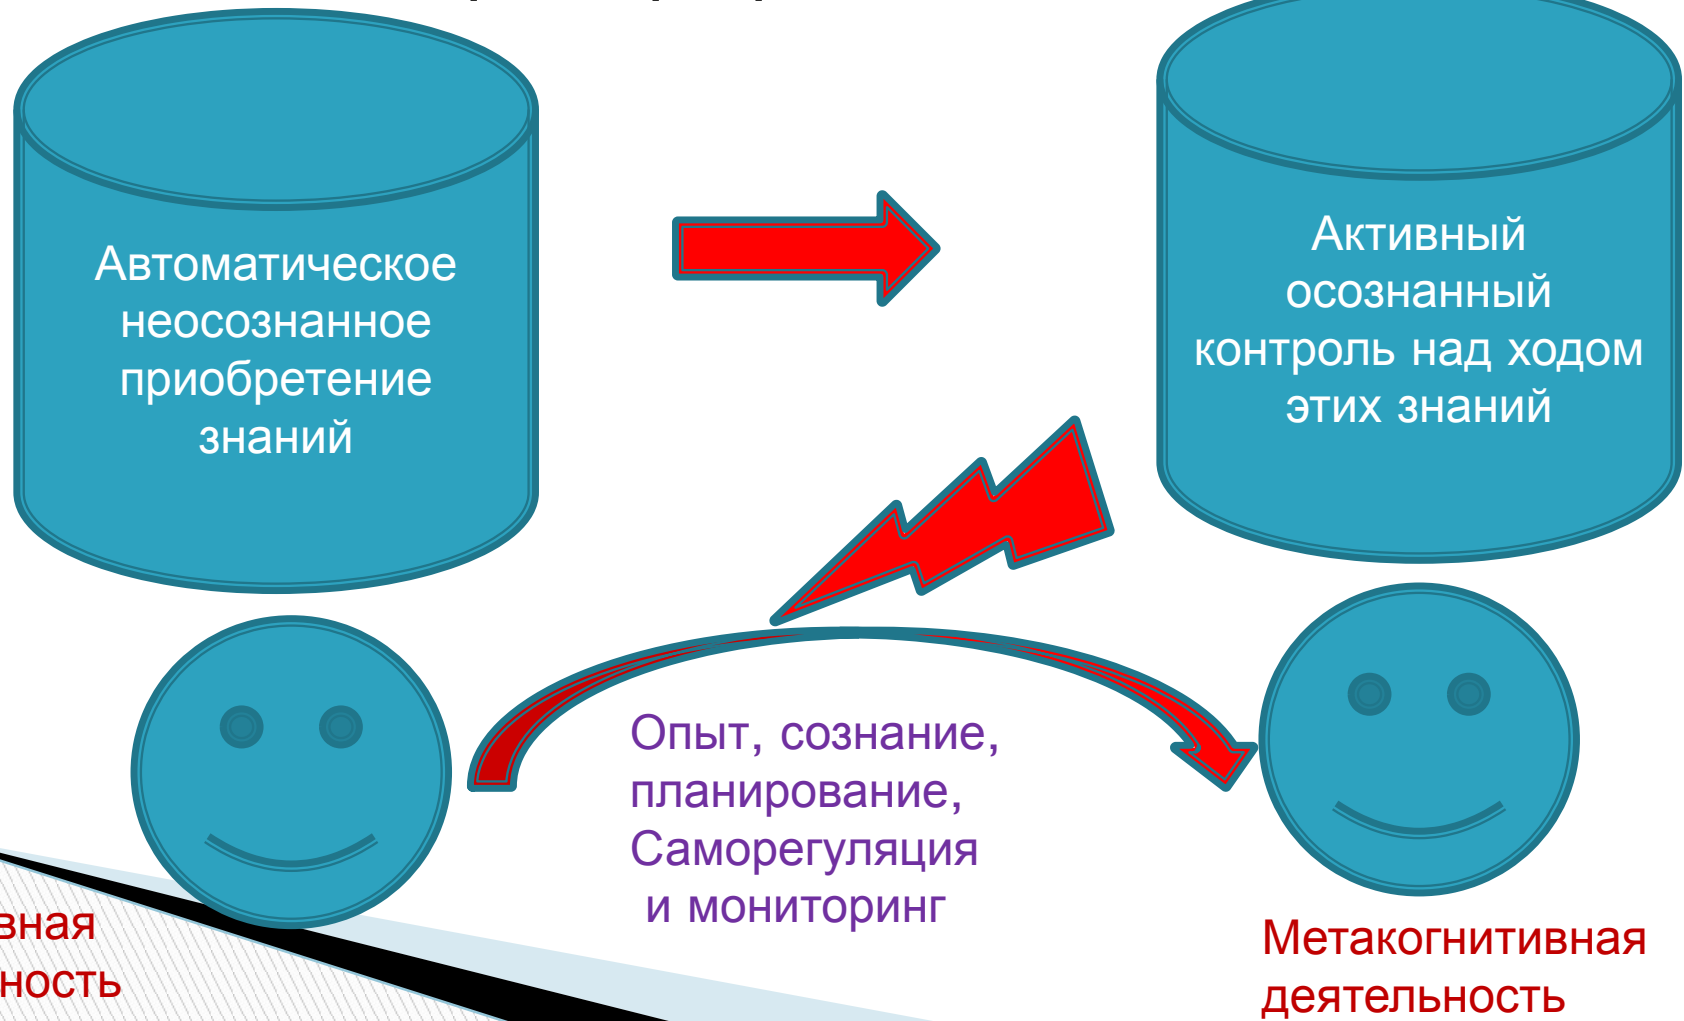 Автоматическое
неосознанное
приобретение
знаний
Активный
осознанный
контроль над ходом
этих знаний
Опыт, сознание,
планирование,
Саморегуляция
и мониторинг
Метакогнитивная
деятельность